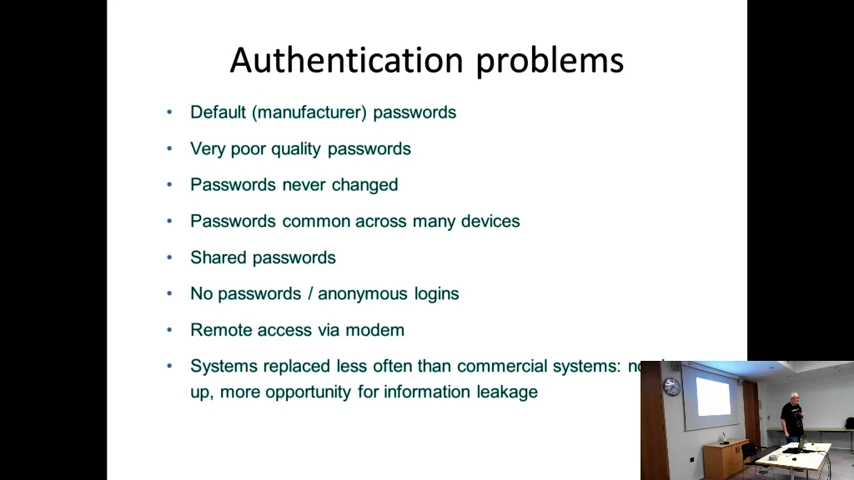 Authentication problems
• Default (manufacturer) passwords
• Very poor quality passwords
• Passwords never changed
• Passwords common across many devices
• Shared passwords
• No passwords / anonymous logins
• Remote access via modem
• Systems replaced less often than commercial systems:
up, more opportunity for information leakage